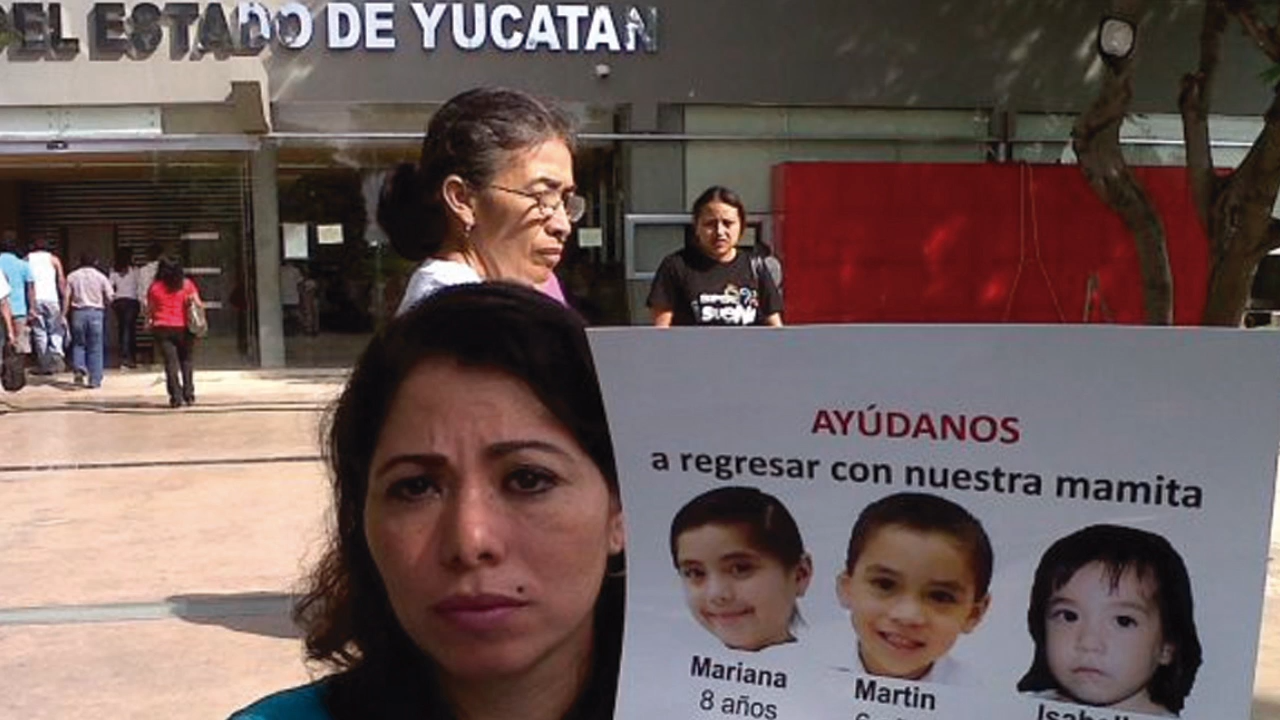 DEL ESTADO DE YUCATAN
AYÚDANOS
a regresar con nuestra mamita
Mariana
8 años
Martin